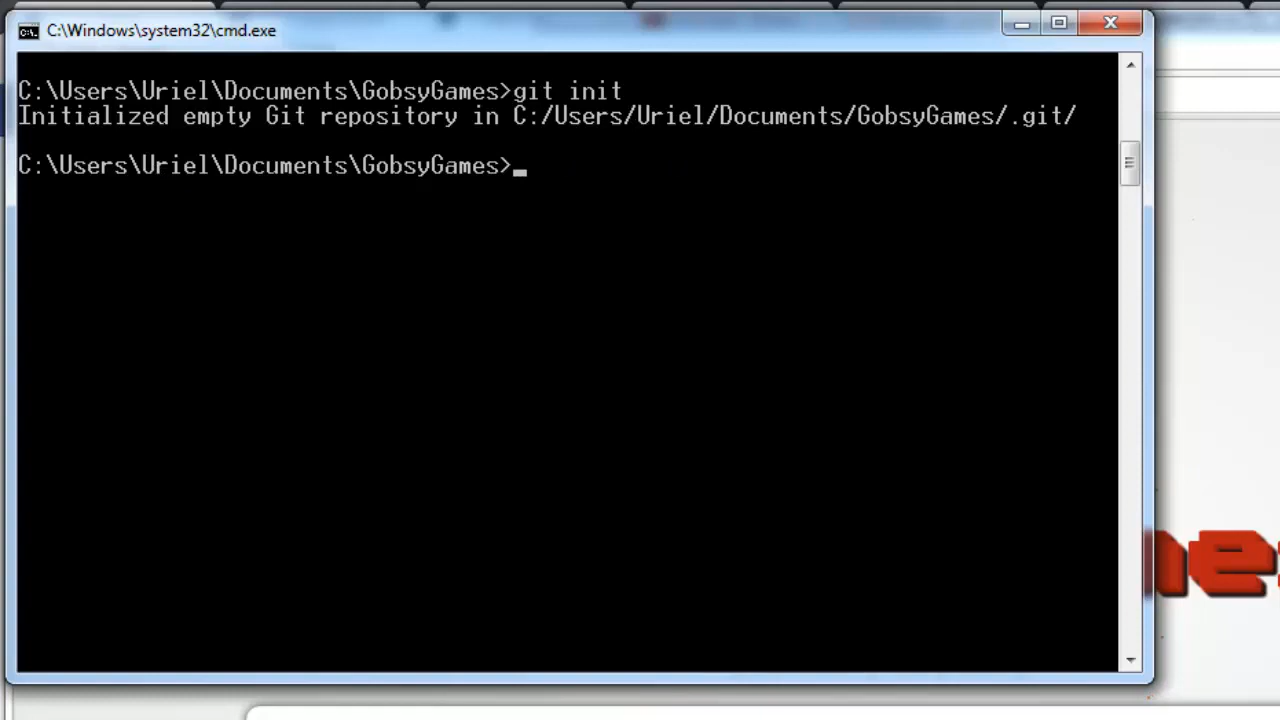 C:\Windows\system32\cmd.exe
C:\Users\Uriel\Documents\GobsyGames>git init
Initialized empty Git repository in C:/Users/Uriel/Documents/GobsyGames/.git/
C:\Users\Uriel\Documents\GobsyGames>_